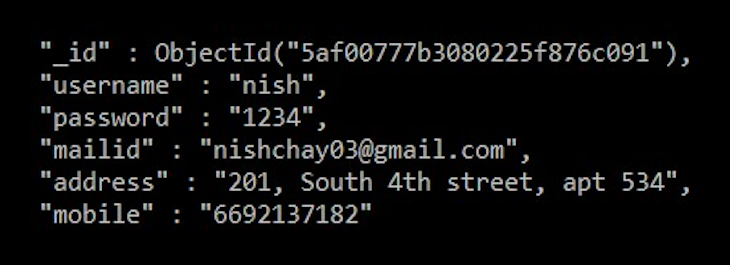 "_id" : ObjectId("5af00777b3080225f876c091"),
"username" : "nish",
"password" : "1234",
"mailid" : "nishchay03@gmail.com",
"address" : "201, South 4th street, apt 534",
"mobile" : "6692137182"